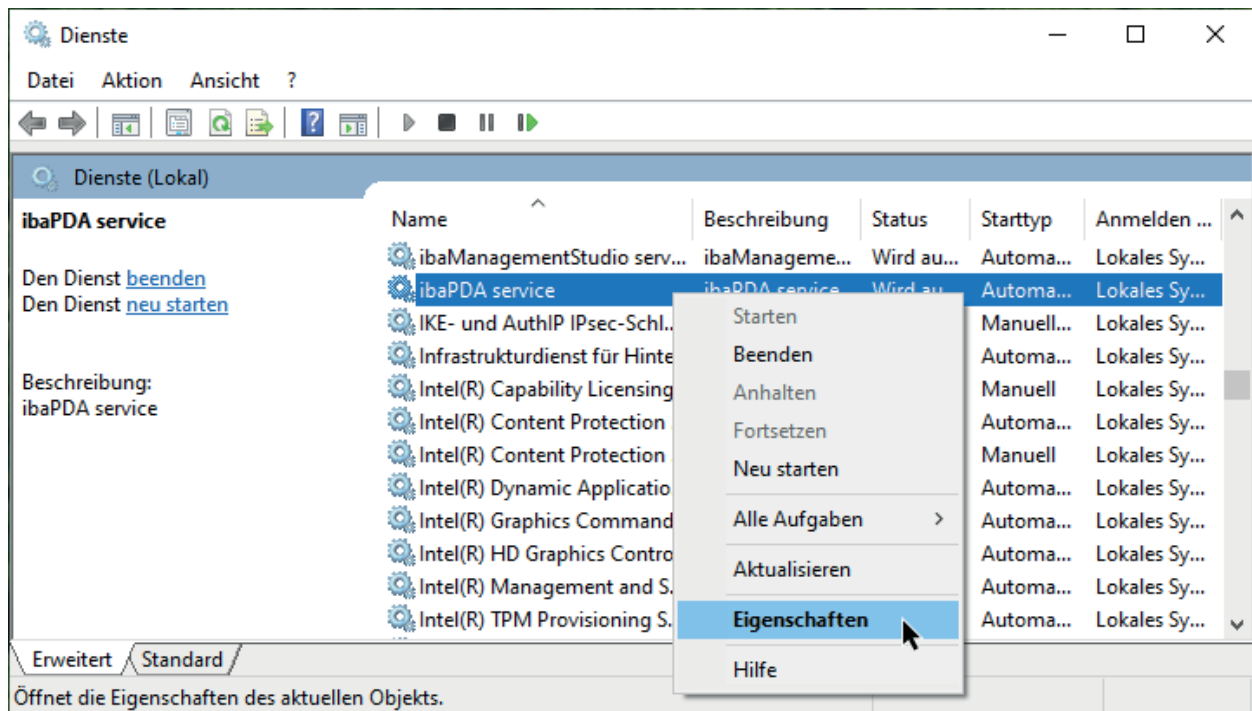 Dienste
Datei Aktion Ansicht ?
Dienste (Lokal)
ibaPDA service
Den Dienst beenden
Den Dienst neu starten
Beschreibung:
ibaPDA service
Name Beschreibung Status Starttyp Anmelden ...
ibaManagementStudio serv... ibaManageme... Wird au... Automa... Lokales Sy...
ibaPDA service ibaPDA service Wird au... Automa... Lokales Sy...
IKE- und AuthIP IPsec-Schl... Manuell... Lokales Sy...
Infrastrukturdienst für Hinte Automa... Lokales Sy...
Intel(R) Capability Licensing Manuell Lokales Sy...
Intel(R) Content Protection Automa... Lokales Sy...
Intel(R) Content Protection Manuell Lokales Sy...
Intel(R) Dynamic Applicatio Automa... Lokales Sy...
Intel(R) Graphics Command Automa... Lokales Sy...
Intel(R) HD Graphics Contro Automa... Lokales Sy...
Intel(R) Management and S. Automa... Lokales Sy...
Intel(R) TPM Provisioning S. Automa... Lokales Sy...
Starten
Beenden
Anhalten
Fortsetzen
Neu starten
Alle Aufgaben
Aktualisieren
Eigenschaften
Hilfe
Erweitert Standard
Öffnet die Eigenschaften des aktuellen Objekts.